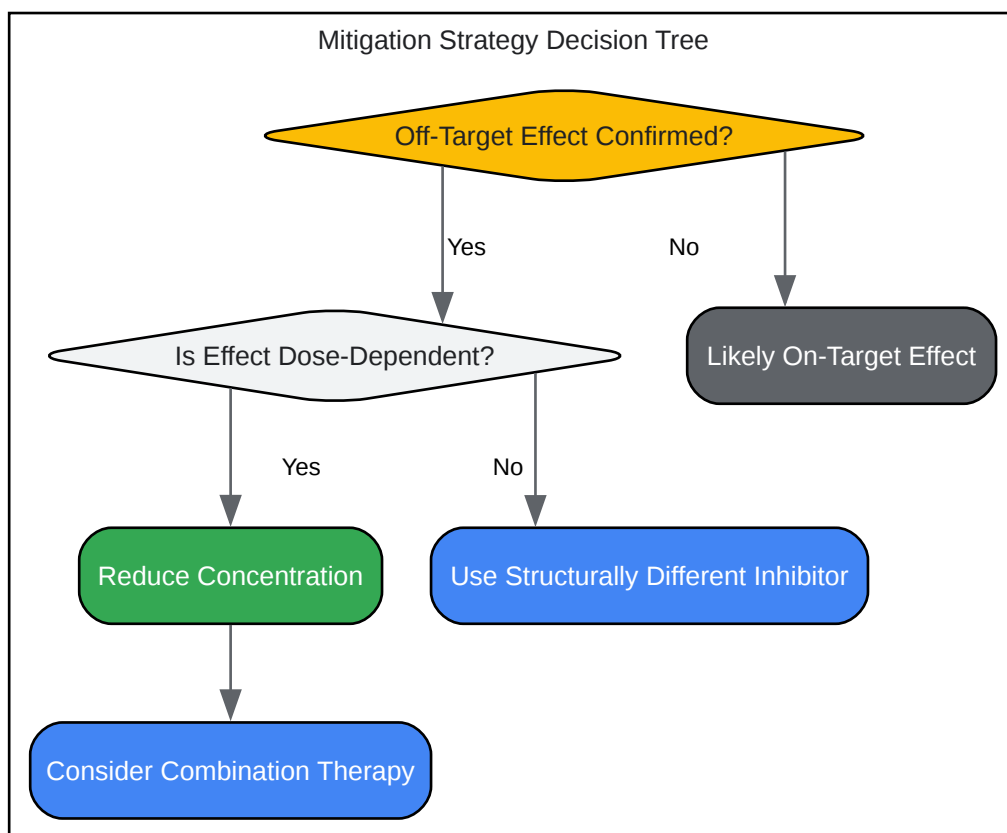 Mitigation Strategy Decision Tree
Off-Target Effect Confirmed?
Yes
No
Is Effect Dose-Dependent?
Likely On-Target Effect
Yes
No
Reduce Concentration
Use Structurally Different Inhibitor
Consider Combination Therapy